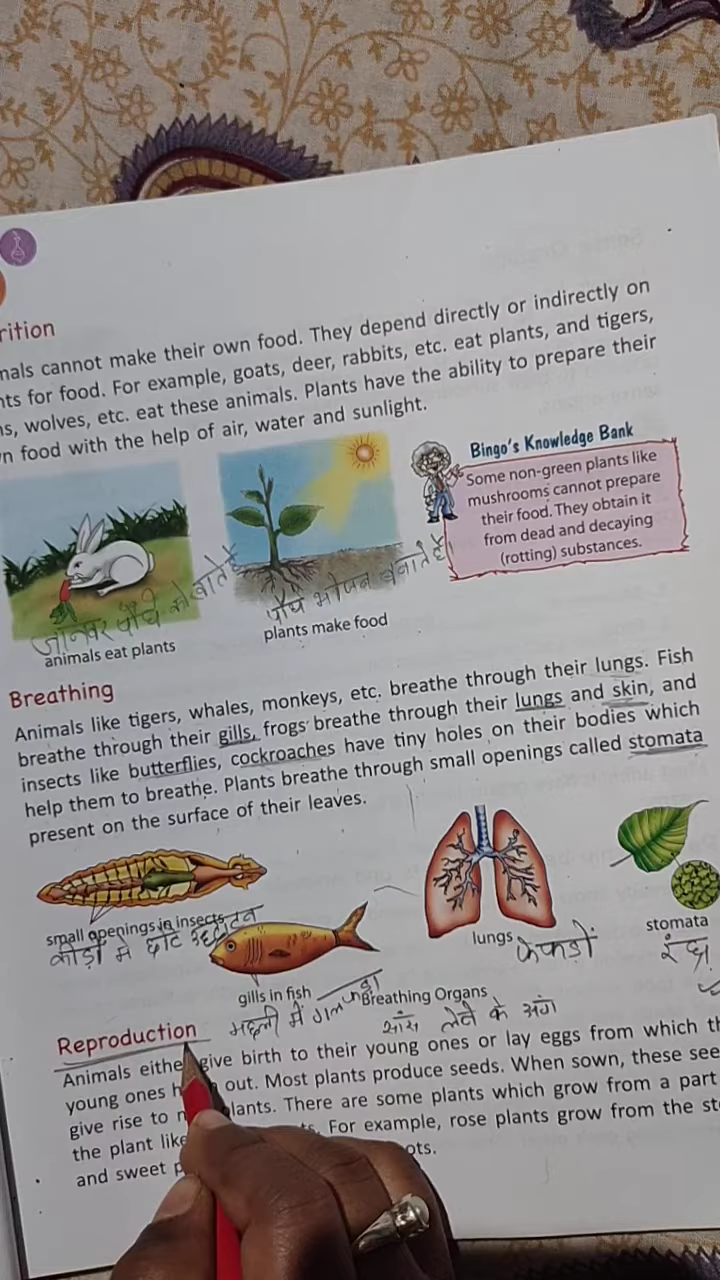 rition
mals cannot make their own food. They depend directly or indirectly on
nts for food. For example, goats, deer, rabbits, etc. eat plants, and tigers,
ns, wolves, etc. eat these animals. Plants have the ability to prepare their
n food with the help of air, water and sunlight.
Bingo's Knowledge Bank
Some non-green plants like
mushrooms cannot prepare
their food. They obtain it
from dead and decaying
(rotting) substances.
जानवर पौधे को खाते हैं
पौधे भोजन बनाते हैं।
animals eat plants
plants make food
Breathing
Animals like tigers, whales, monkeys, etc. breathe through their lungs. Fish
breathe through their gills, frogs breathe through their lungs and skin, and
insects like butterflies, cockroaches have tiny holes on their bodies which
help them to breathe. Plants breathe through small openings called stomata
present on the surface of their leaves.
small openings in insects
कीड़ों में छोटे
gills in fish
मछली में
lungs
फेफड़ों
stomata
Breathing Organs
सांस लेने के अंग
Reproduction
Animals either give birth to their young ones or lay eggs from which th
young ones out. Most plants produce seeds. When sown, these see
give rise to plants. There are some plants which grow from a part
the plant like For example, rose plants grow from the st
and sweet p ots.